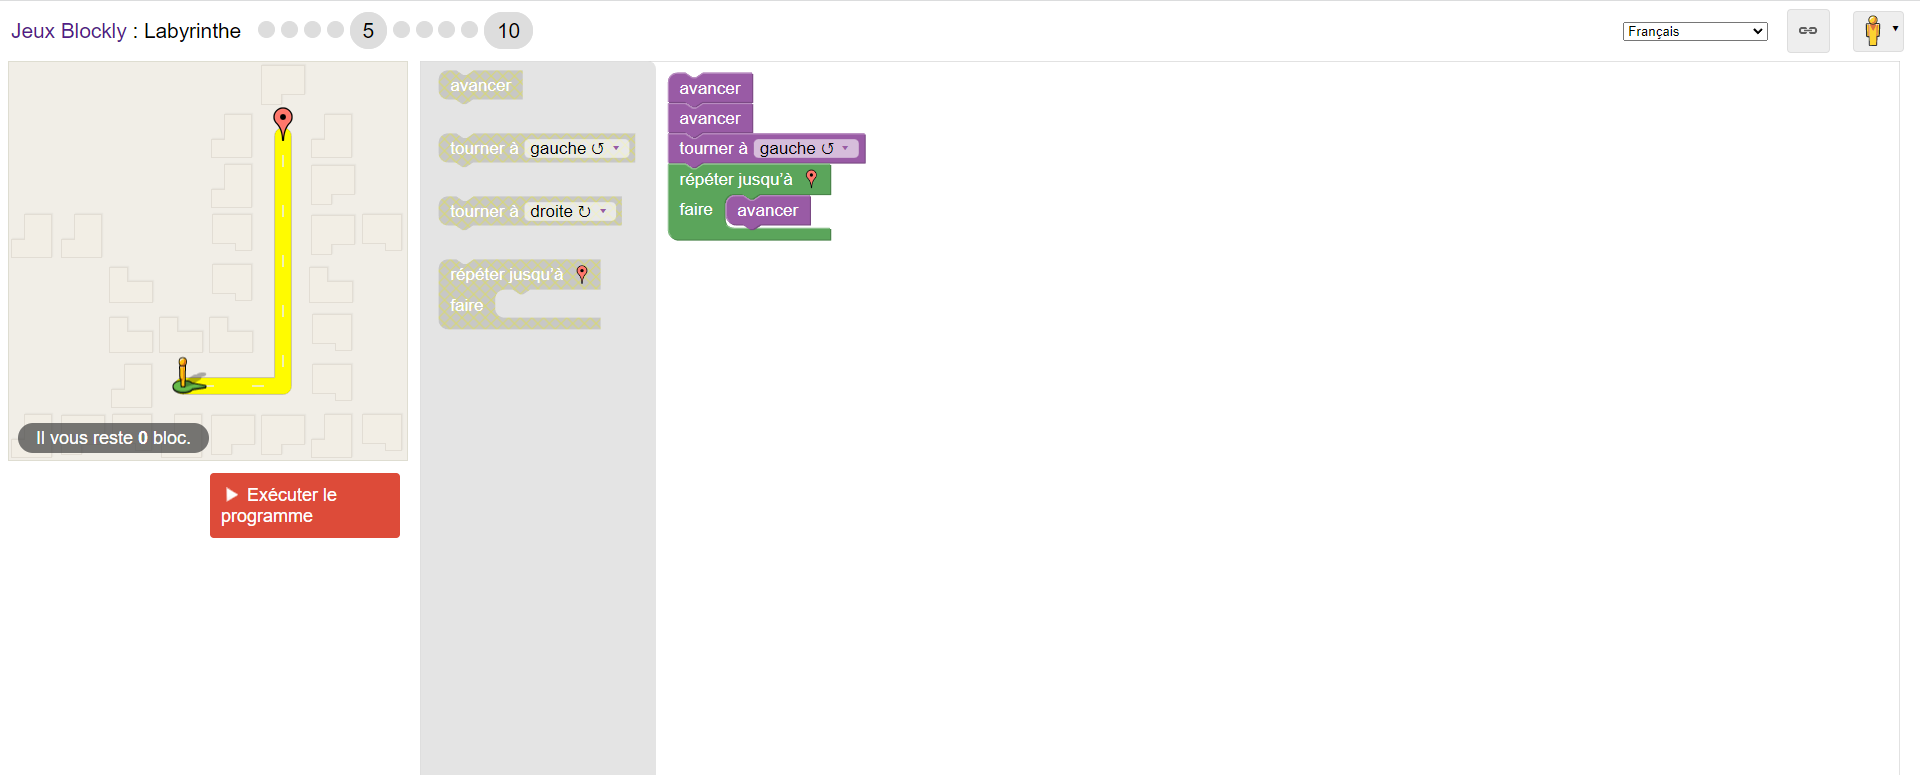 Jeux Blockly : Labyrinthe 5 10 Français
avancer
tourner à gauche ↺
tourner à droite ↻
répéter jusqu'à
faire
avancer
avancer
tourner à gauche ↺
répéter jusqu'à
faire avancer
Il vous reste 0 bloc.
Exécuter le
programme